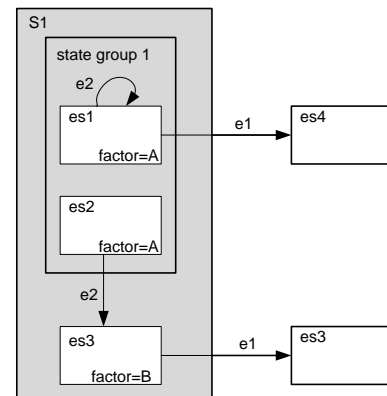 S1
state group 1
e2
es1
factor=A
e1
es4
es2
factor=A
e2
es3
factor=B
e1
es3